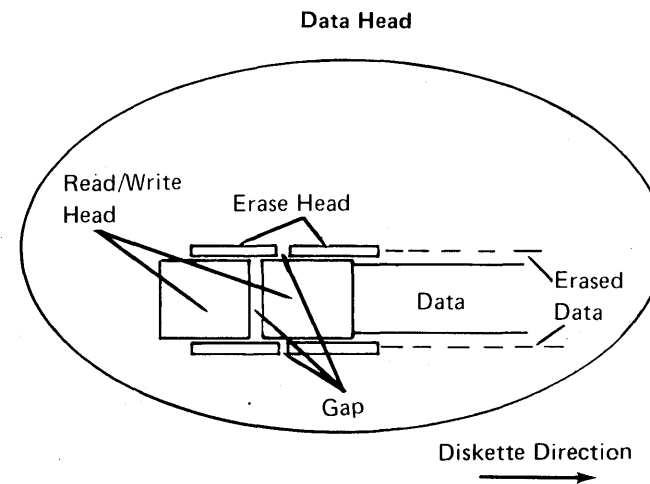 Data Head
Read/Write
Head
Erase Head
Erased
Data
Data
Gap
Diskette Direction